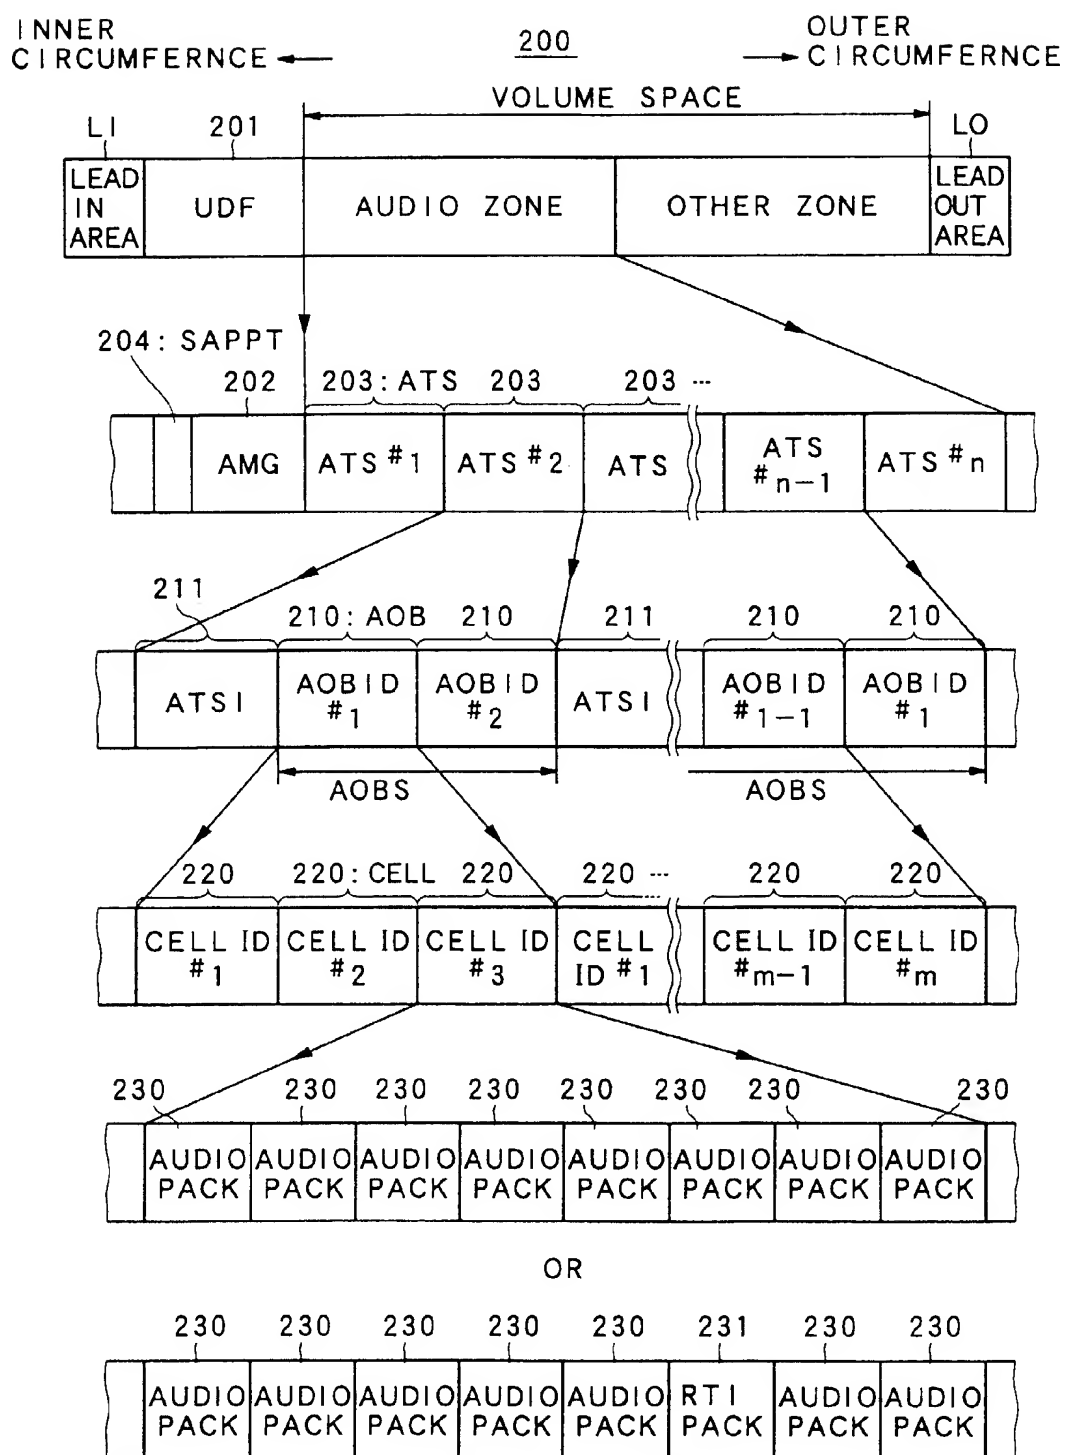 INNER
CIRCUMFERNCE
200
OUTER
CIRCUMFERNCE
VOLUME SPACE
LI
201
LO
LEAD
IN
AREA
UDF
AUDIO ZONE
OTHER ZONE
LEAD
OUT
AREA
204: SAPPT
202
203: ATS
203
203 ...
AMG
ATS #1
ATS #2
ATS
ATS
#n-1
ATS #n
211
210: AOB
210
211
210
210
ATSI
AOBID
#1
AOBID
#2
ATSI
AOBID
#1-1
AOBID
#1
AOBS
AOBS
220
220: CELL
220
220 ...
220
220
CELL ID
#1
CELL ID
#2
CELL ID
#3
CELL
ID #1
CELL ID
#m-1
CELL ID
#m
230 230 230 230 230 230 230 230
AUDIO
PACK
AUDIO
PACK
AUDIO
PACK
AUDIO
PACK
AUDIO
PACK
AUDIO
PACK
AUDIO
PACK
AUDIO
PACK
OR
230 230 230 230 230 231 230 230
AUDIO
PACK
AUDIO
PACK
AUDIO
PACK
AUDIO
PACK
AUDIO
PACK
RTI
PACK
AUDIO
PACK
AUDIO
PACK